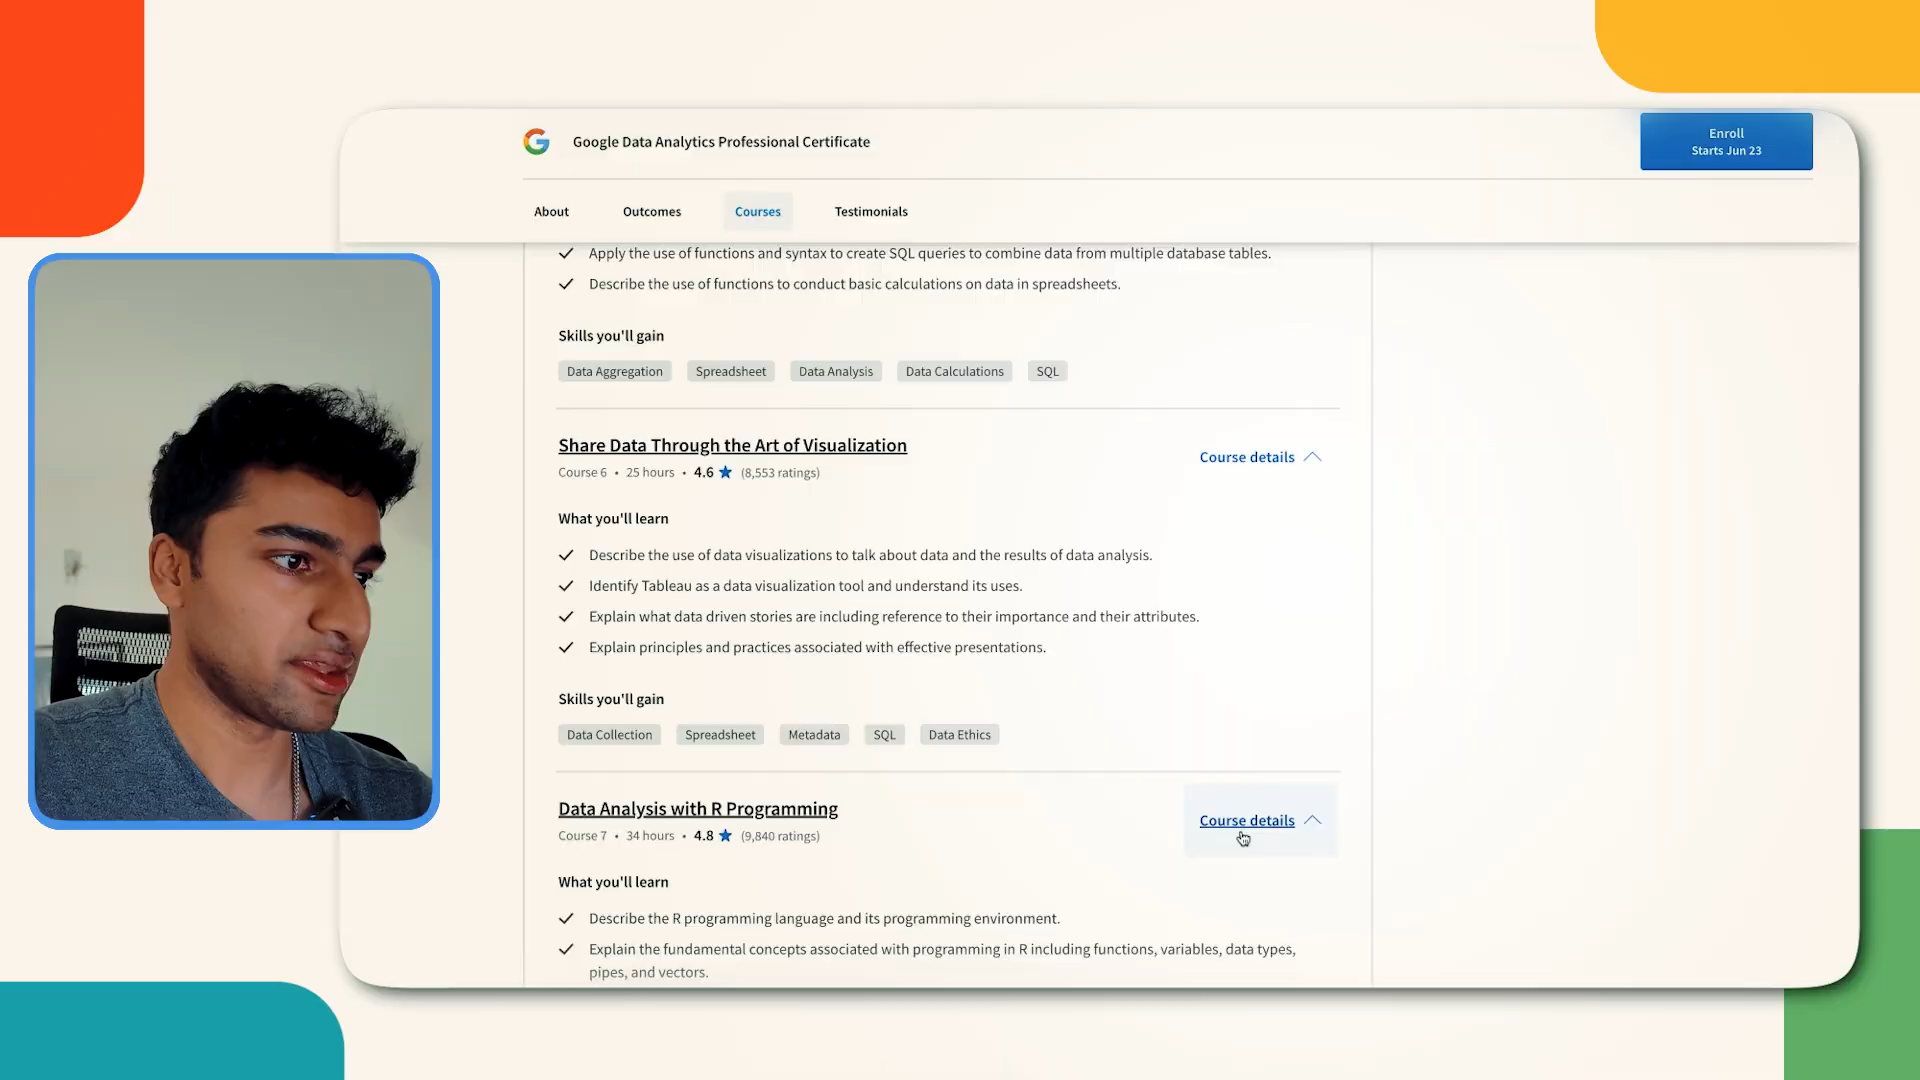 Google Data Analytics Professional Certificate
Enroll
Starts Jun 23
About
Outcomes
Courses
Testimonials
Apply the use of functions and syntax to create SQL queries to combine data from multiple database tables.
Describe the use of functions to conduct basic calculations on data in spreadsheets.
Skills you'll gain
Data Aggregation
Spreadsheet
Data Analysis
Data Calculations
SQL
Share Data Through the Art of Visualization
Course details
Course 6 • 25 hours • 4.6 ★ (8,553 ratings)
What you'll learn
Describe the use of data visualizations to talk about data and the results of data analysis.
Identify Tableau as a data visualization tool and understand its uses.
Explain what data driven stories are including reference to their importance and their attributes.
Explain principles and practices associated with effective presentations.
Skills you'll gain
Data Collection
Spreadsheet
Metadata
SQL
Data Ethics
Data Analysis with R Programming
Course details
Course 7 • 34 hours • 4.8 ★ (9,840 ratings)
What you'll learn
Describe the R programming language and its programming environment.
Explain the fundamental concepts associated with programming in R including functions, variables, data types,
pipes, and vectors.